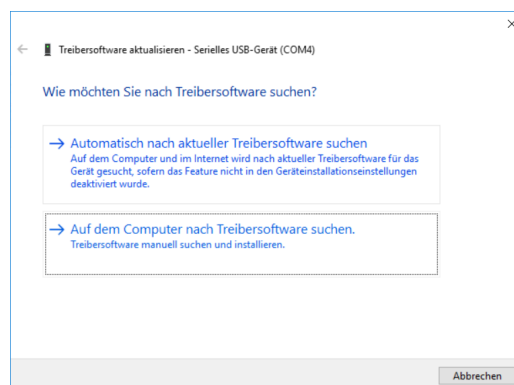 Treibersoftware aktualisieren - Serielles USB-Gerät (COM4)
Wie möchten Sie nach Treibersoftware suchen?
Automatisch nach aktueller Treibersoftware suchen
Auf dem Computer und im Internet wird nach aktueller Treibersoftware für das
Gerät gesucht, sofern das Feature nicht in den Geräteinstallationseinstellungen
deaktiviert wurde.
Auf dem Computer nach Treibersoftware suchen.
Treibersoftware manuell suchen und installieren.
Abbrechen